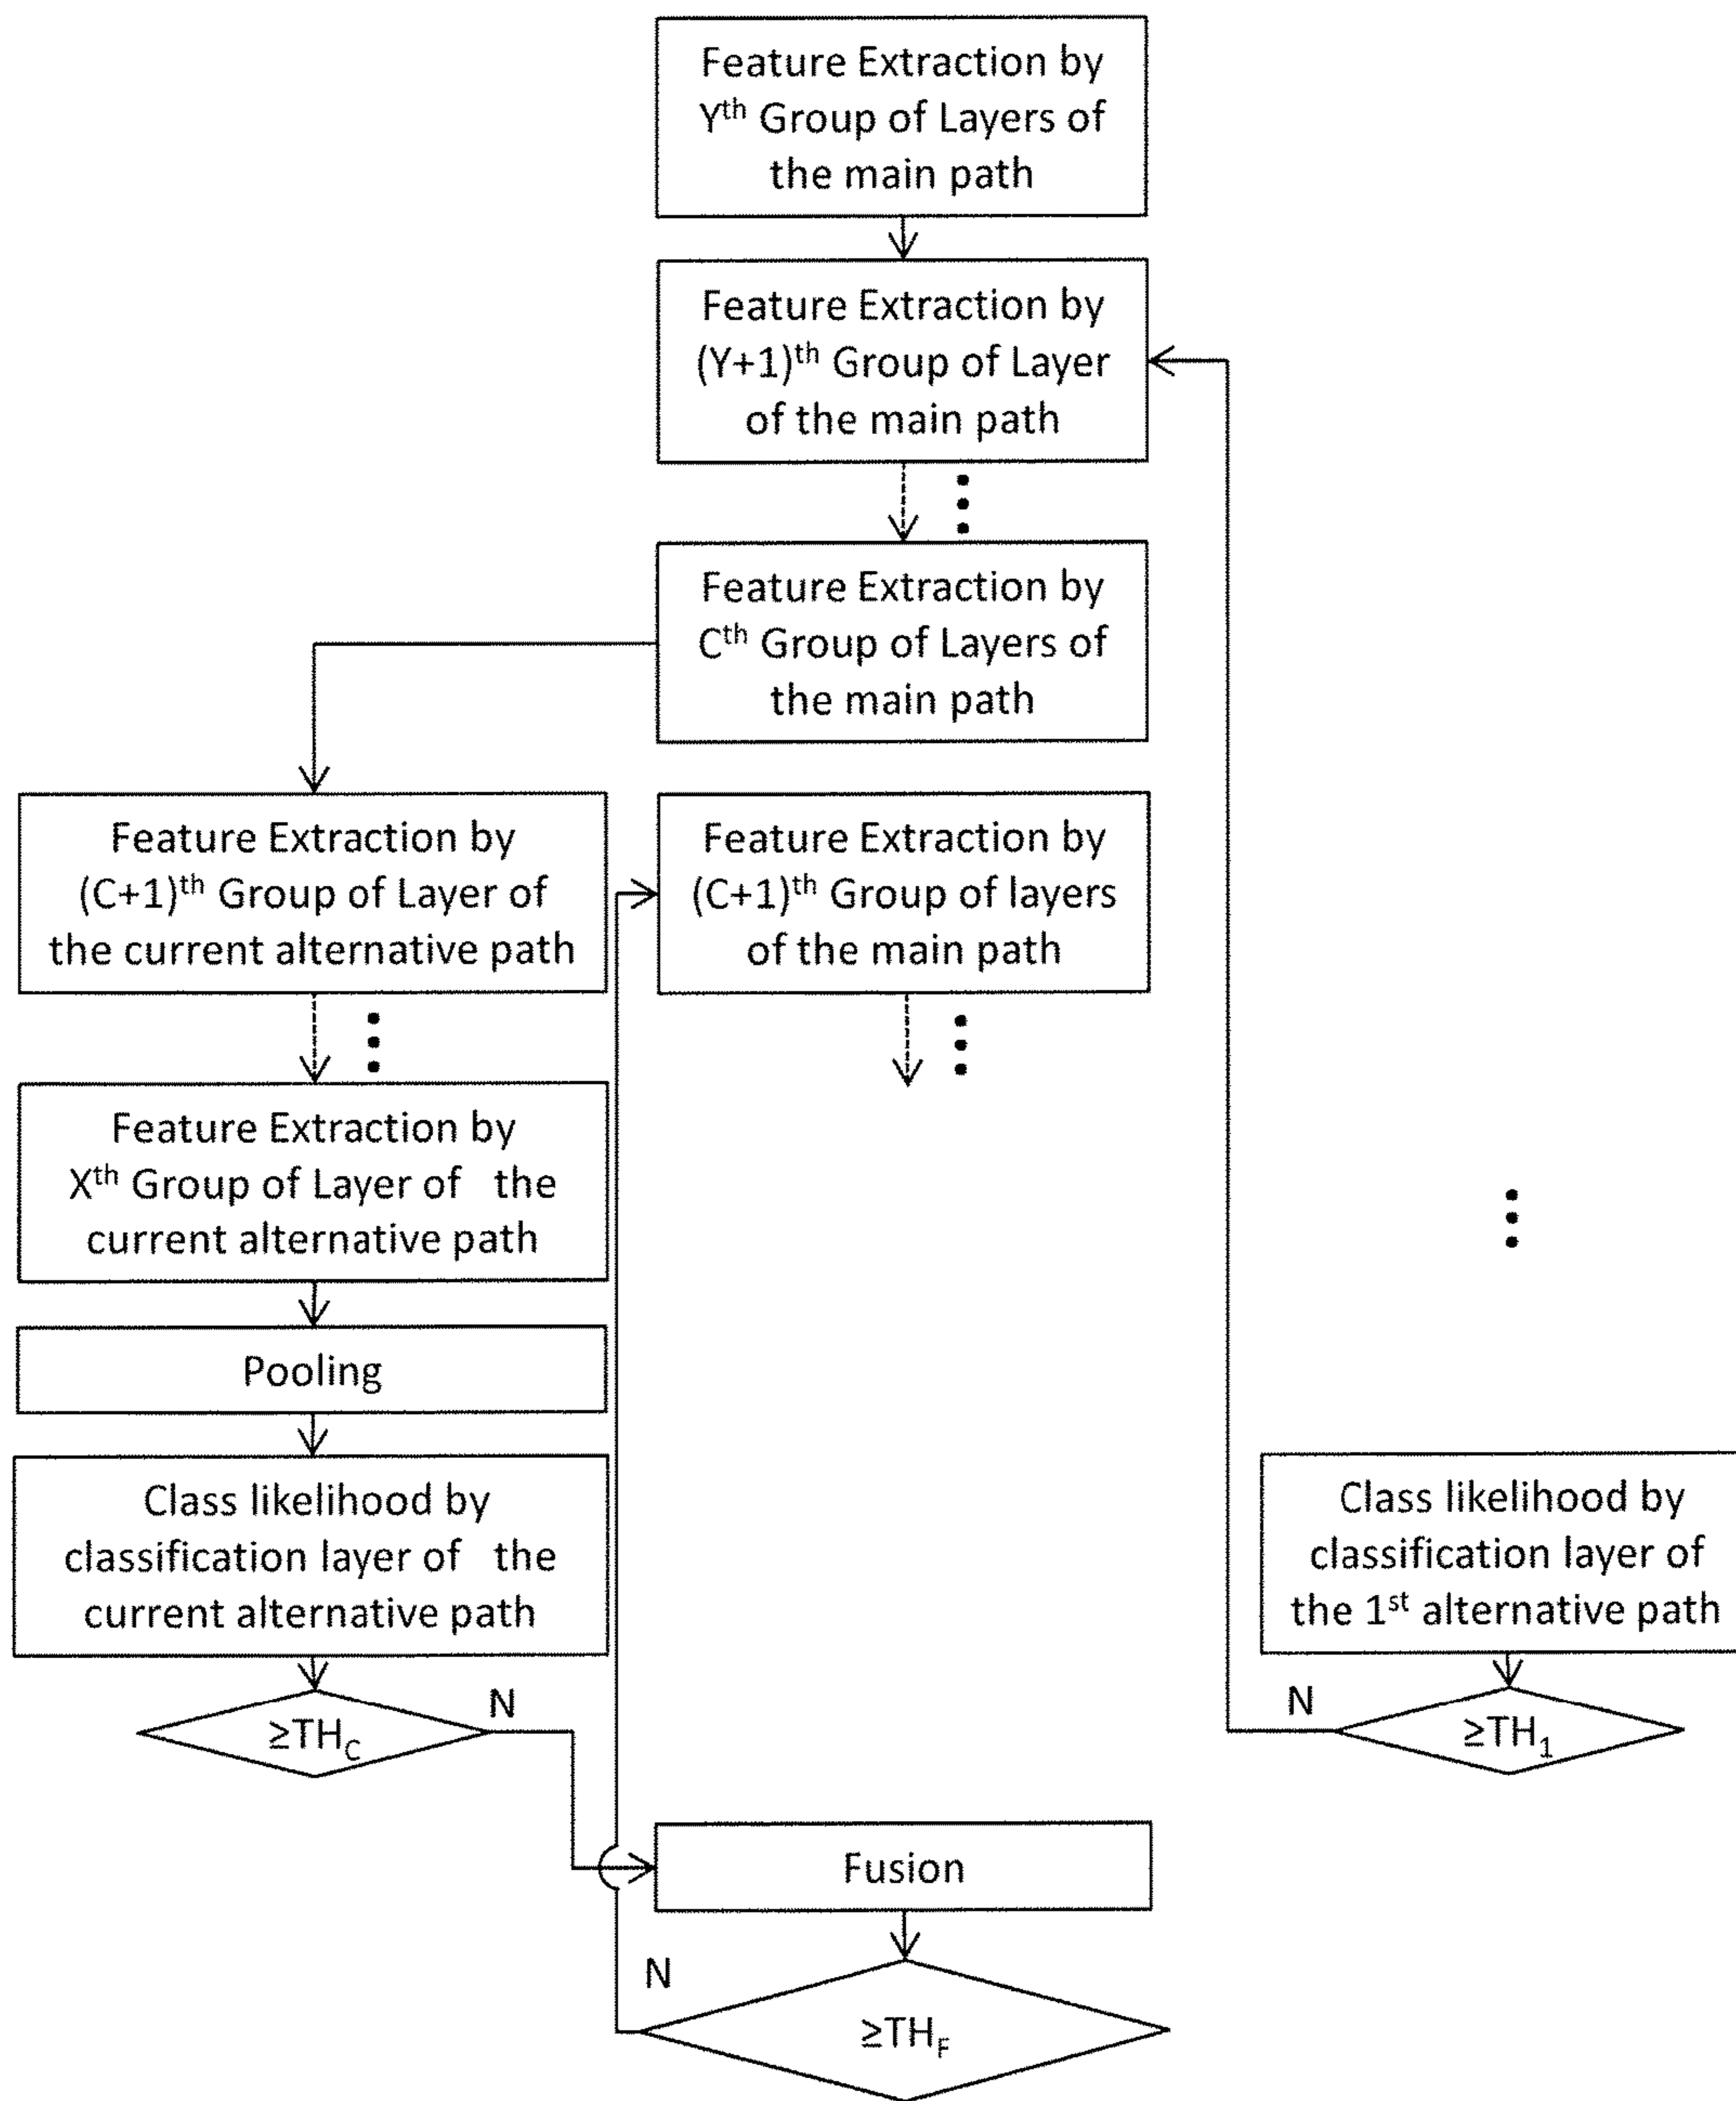 Feature Extraction by
Yth Group of Layers of
the main path
Feature Extraction by
(Y+1)th Group of Layer
of the main path
Feature Extraction by
Cth Group of Layers of
the main path
Feature Extraction by
(C+1)th Group of Layer of
the current alternative path
Feature Extraction by
(C+1)th Group of layers
of the main path
Feature Extraction by
Xth Group of Layer of the
current alternative path
Pooling
Class likelihood by
classification layer of the
current alternative path
Class likelihood by
classification layer of
the 1st alternative path
≥THC
N
N
≥TH1
Fusion
N
≥THF